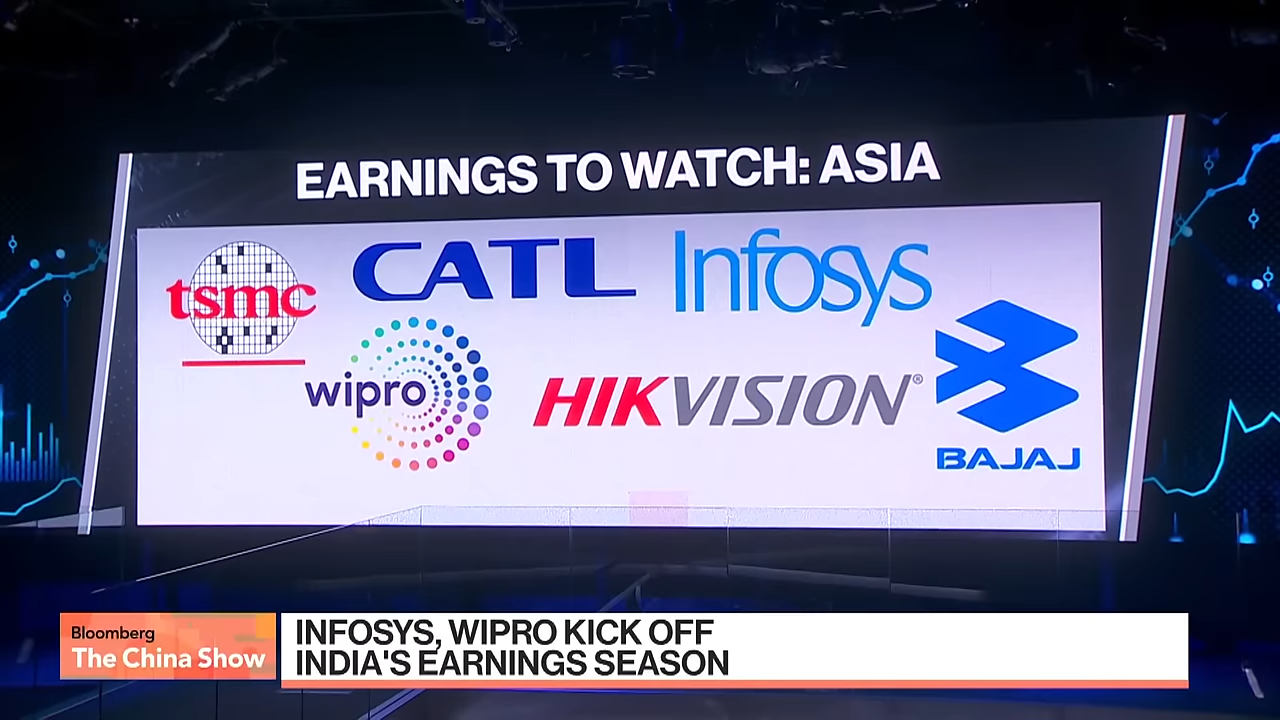 EARNINGS TO WATCH: ASIA
tsmc
CATL
Infosys
wipro
HIKVISION®
BAJAJ
Bloomberg
The China Show
INFOSYS, WIPRO KICK OFF
INDIA'S EARNINGS SEASON